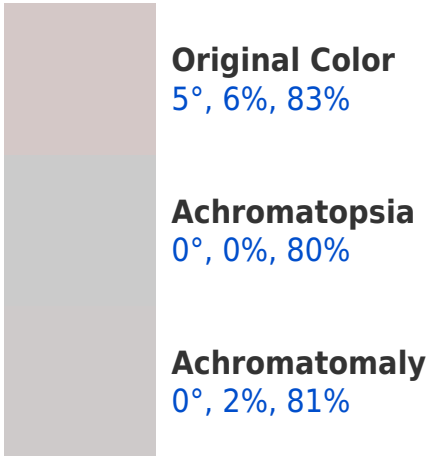 Original Color
5°, 6%, 83%
Achromatopsia
0°, 0%, 80%
Achromatomaly
0°, 2%, 81%